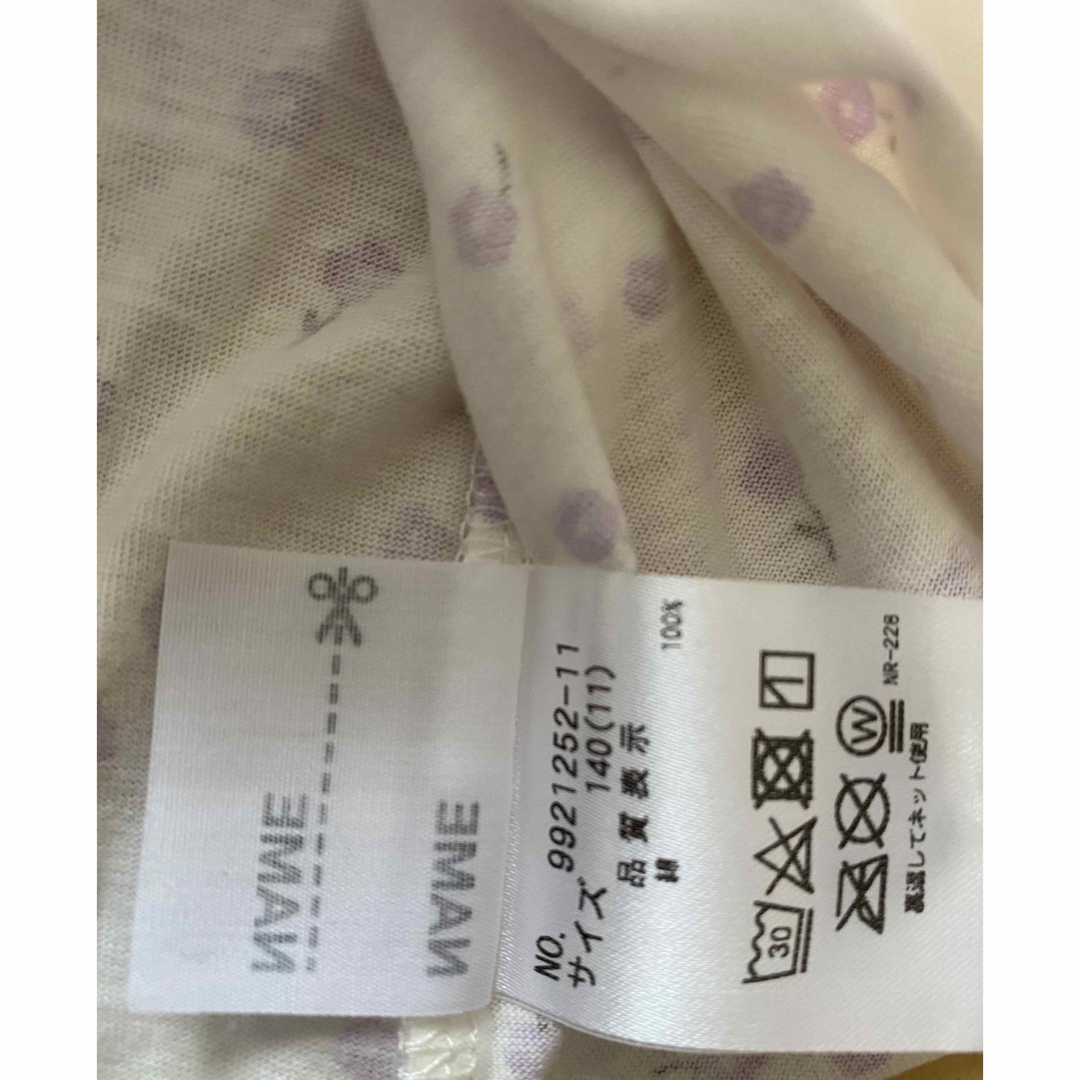 NO. 9921252-11
サイズ 140(11)
品質表示
綿 100%
30
W
裏返してネット使用
NR-228
NAME
NAME